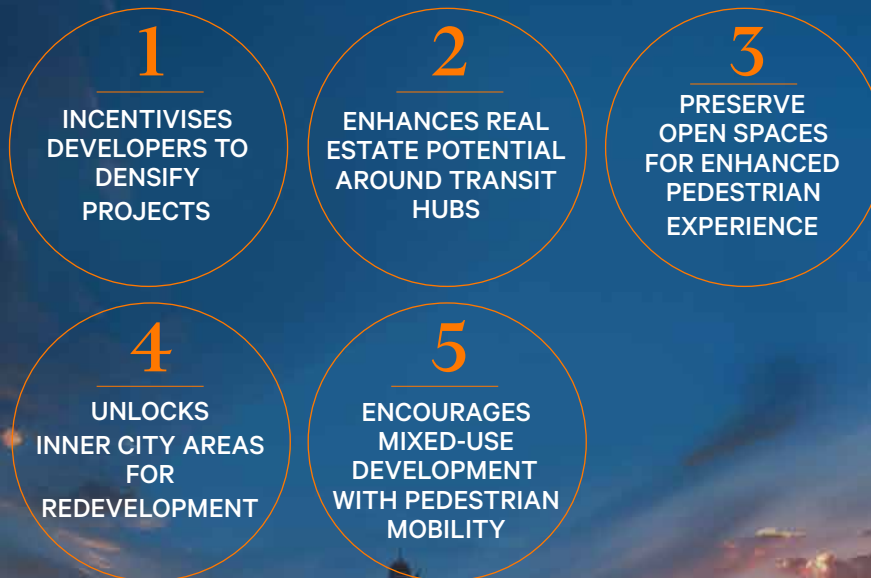 1
INCENTIVISES
DEVELOPERS TO
DENSIFY
PROJECTS
2
ENHANCES REAL
ESTATE POTENTIAL
AROUND TRANSIT
HUBS
3
PRESERVE
OPEN SPACES
FOR ENHANCED
PEDESTRIAN
EXPERIENCE
4
UNLOCKS
INNER CITY AREAS
FOR
REDEVELOPMENT
5
ENCOURAGES
MIXED-USE
DEVELOPMENT
WITH PEDESTRIAN
MOBILITY